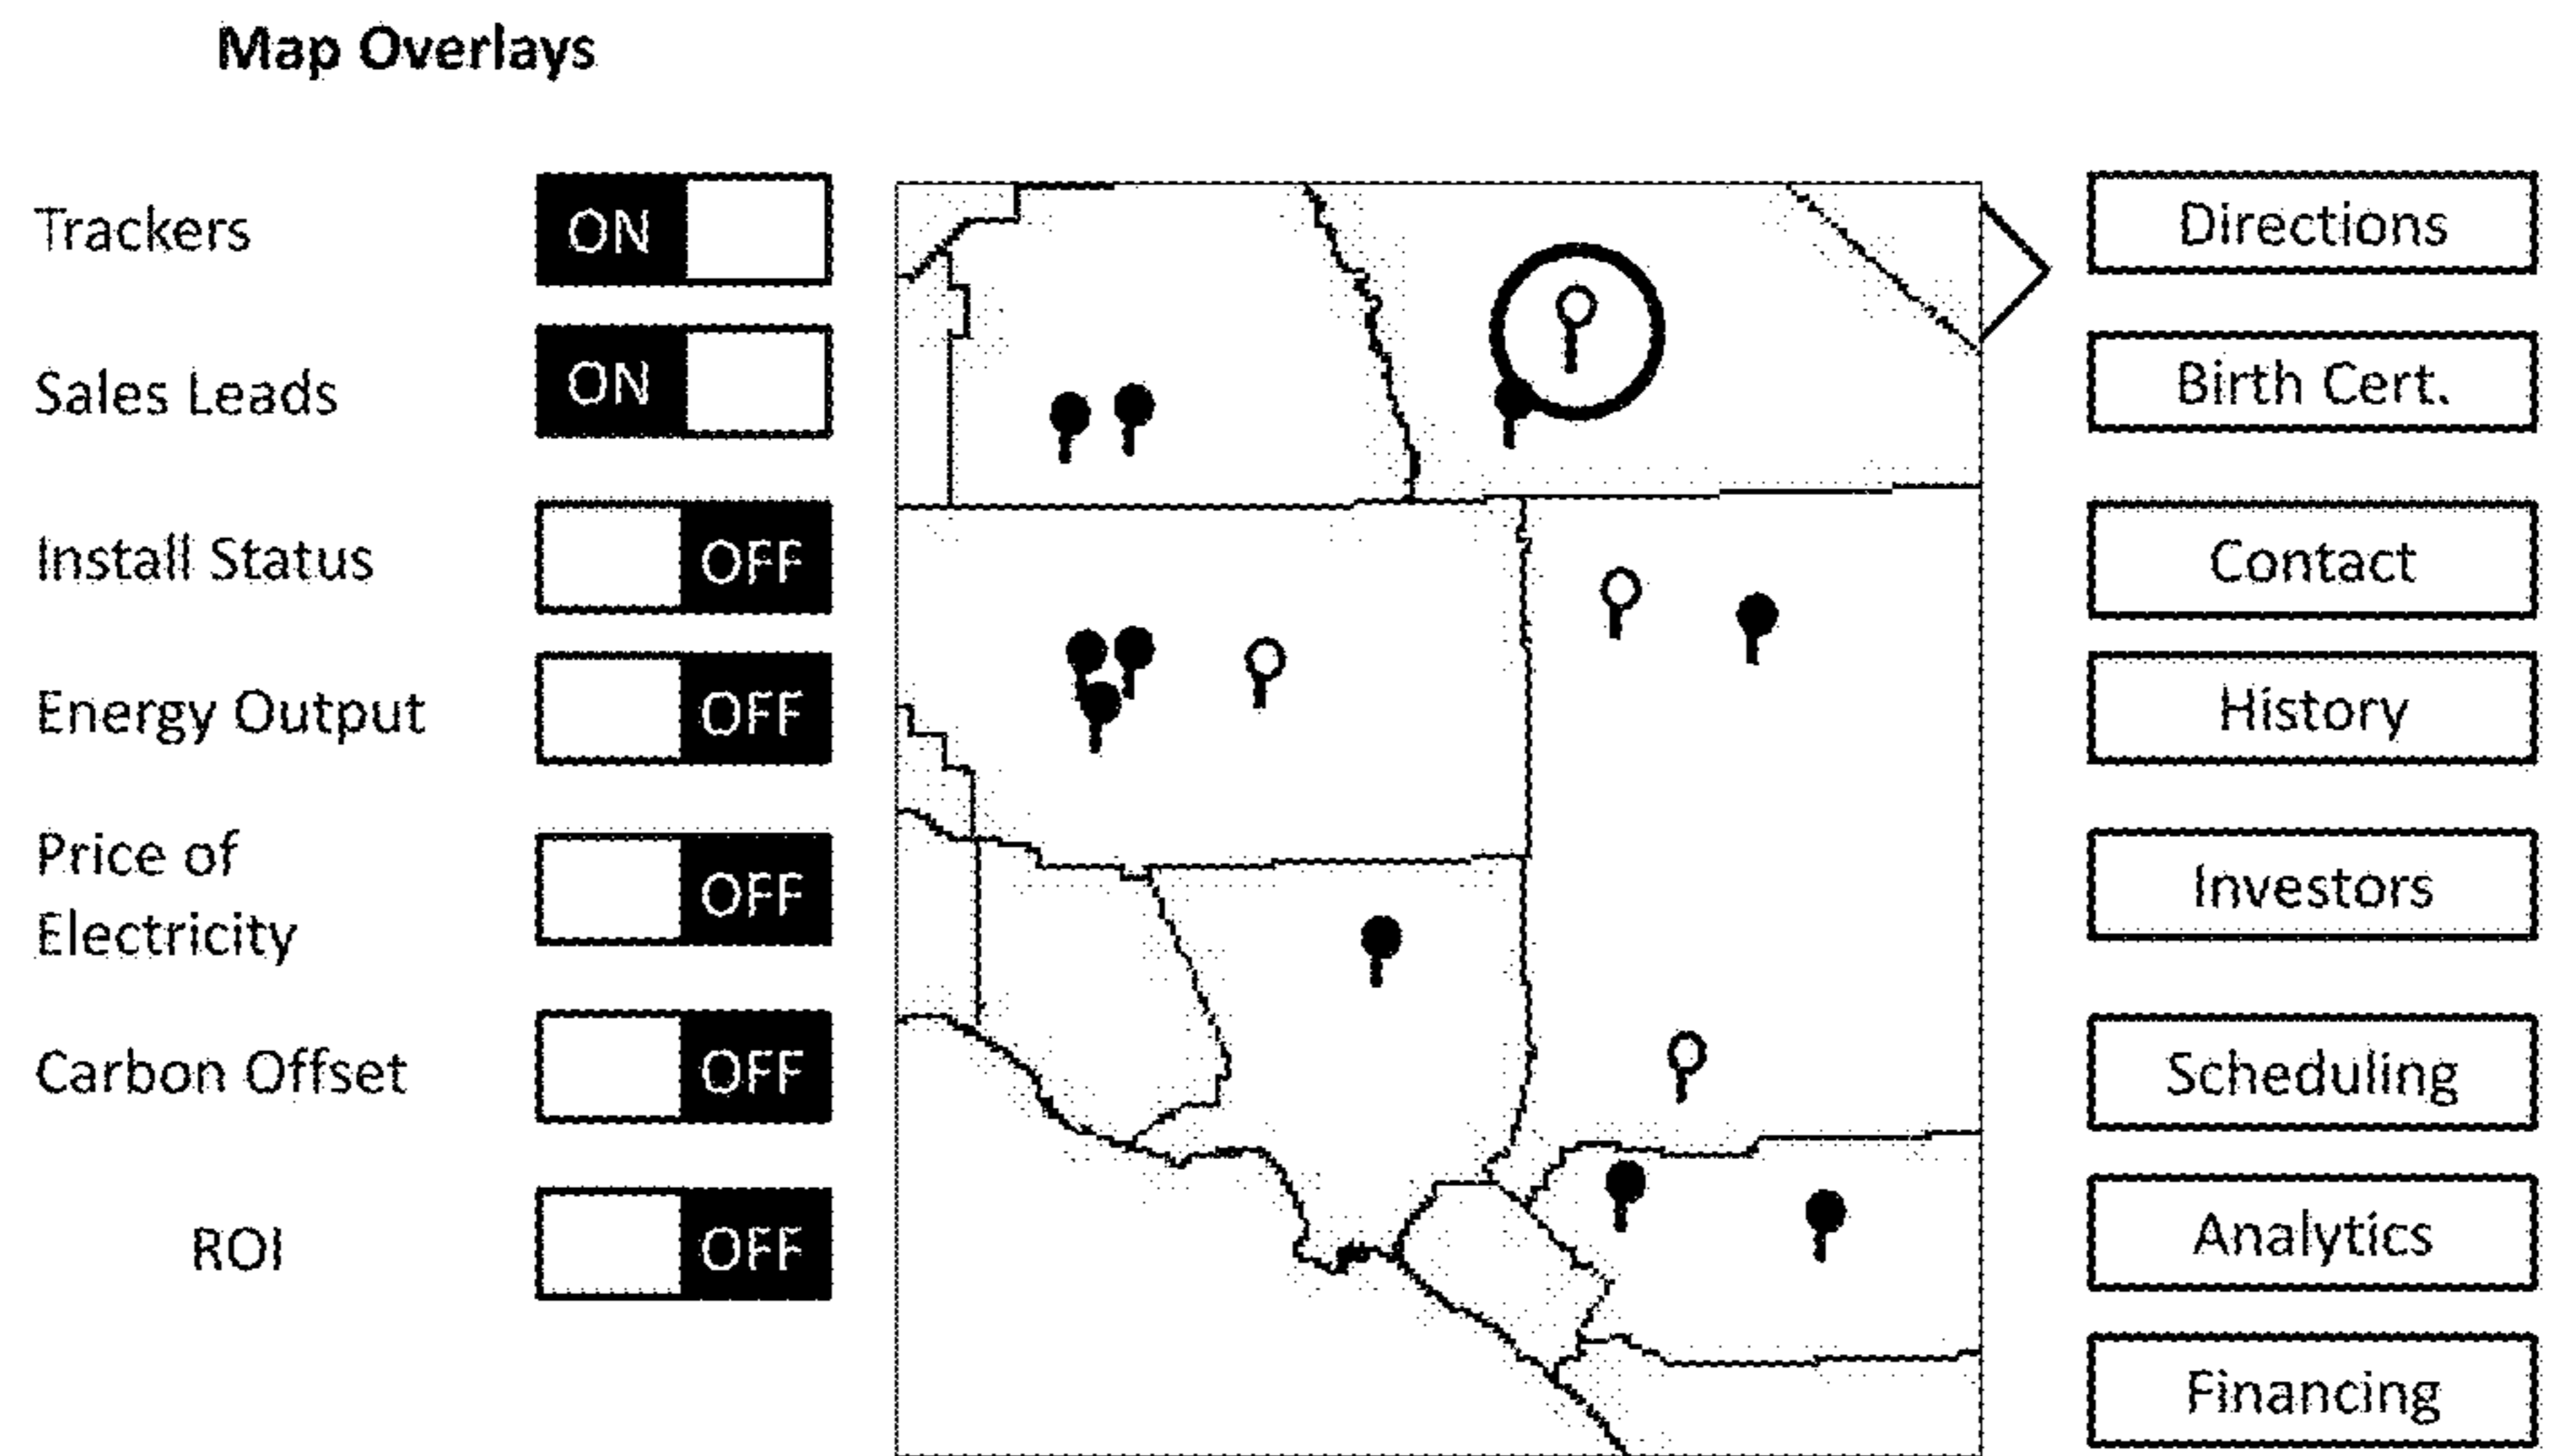 Map Overlays
Trackers
ON
Sales Leads
ON
Install Status
OFF
Energy Output
OFF
Price of
Electricity
OFF
Carbon Offset
OFF
ROI
OFF
Directions
Birth Cert.
Contact
History
Investors
Scheduling
Analytics
Financing